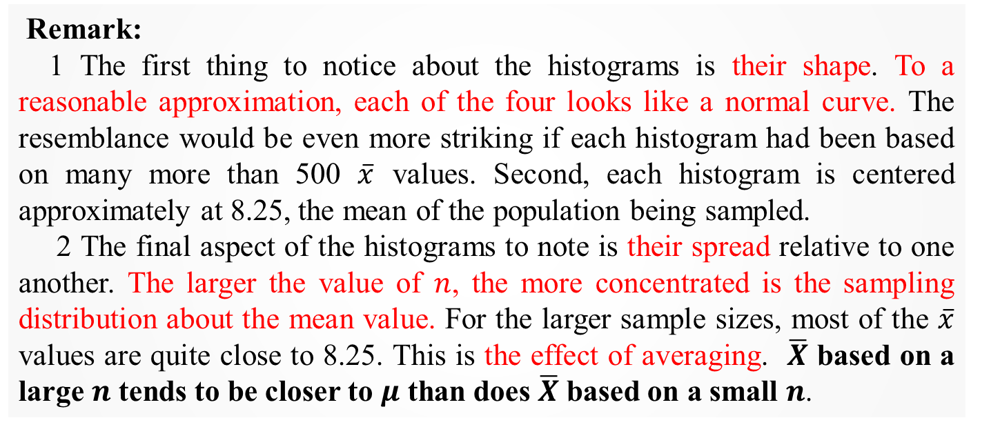 Remark:
1 The first thing to notice about the histograms is their shape. To a
reasonable approximation, each of the four looks like a normal curve. The
resemblance would be even more striking if each histogram had been based
on many more than 500 x̄ values. Second, each histogram is centered
approximately at 8.25, the mean of the population being sampled.
2 The final aspect of the histograms to note is their spread relative to one
another. The larger the value of n, the more concentrated is the sampling
distribution about the mean value. For the larger sample sizes, most of the x̄
values are quite close to 8.25. This is the effect of averaging. X̄ based on a
large n tends to be closer to μ than does X̄ based on a small n.